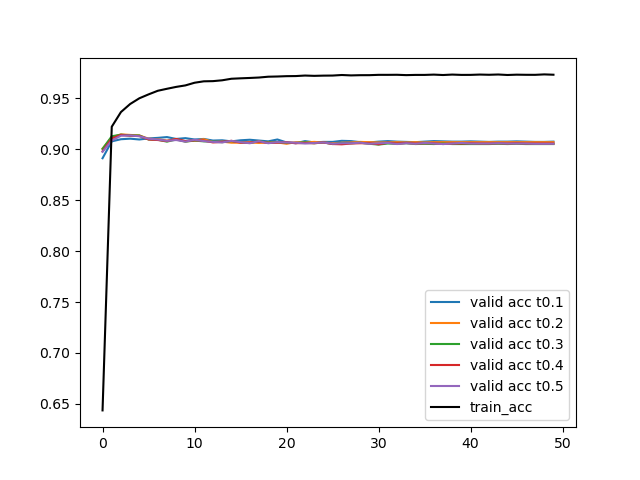 0.95
0.90
0.85
0.80
0.75
0.70
0.65
valid acc t0.1
valid acc t0.2
valid acc t0.3
valid acc t0.4
valid acc t0.5
train_acc
0 10 20 30 40 50